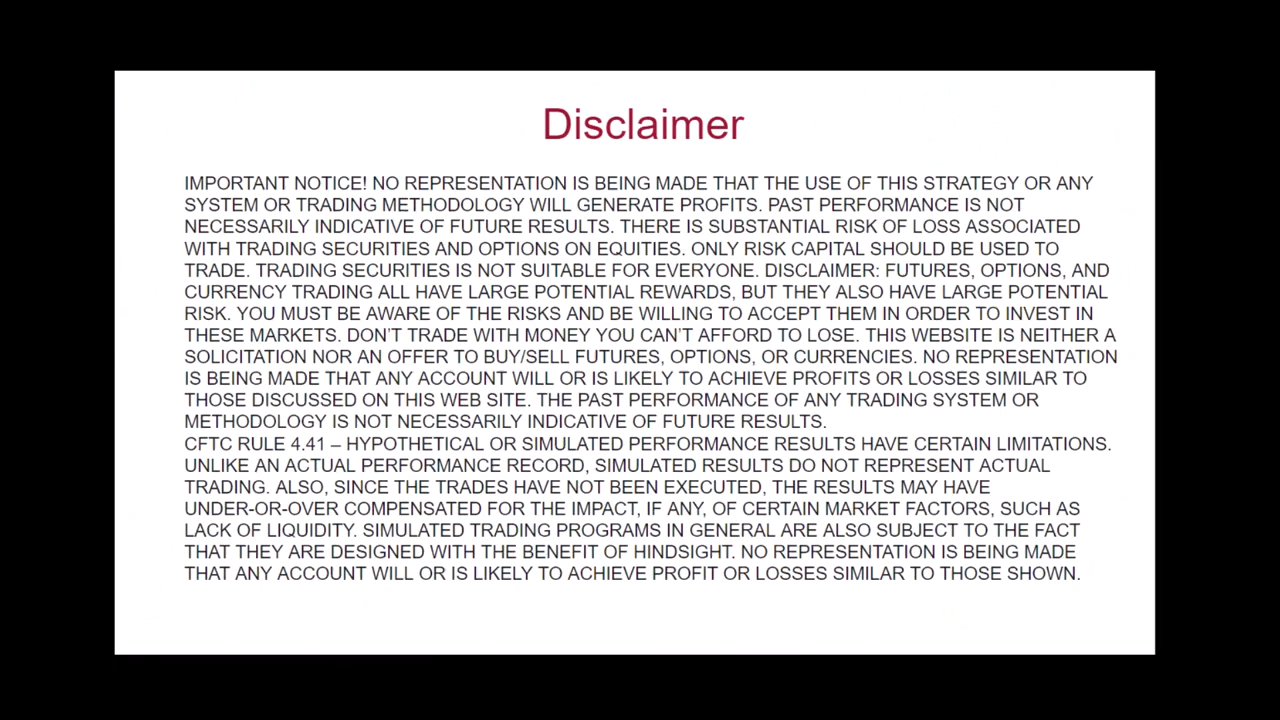 Disclaimer
IMPORTANT NOTICE! NO REPRESENTATION IS BEING MADE THAT THE USE OF THIS STRATEGY OR ANY
SYSTEM OR TRADING METHODOLOGY WILL GENERATE PROFITS. PAST PERFORMANCE IS NOT
NECESSARILY INDICATIVE OF FUTURE RESULTS. THERE IS SUBSTANTIAL RISK OF LOSS ASSOCIATED
WITH TRADING SECURITIES AND OPTIONS ON EQUITIES. ONLY RISK CAPITAL SHOULD BE USED TO
TRADE. TRADING SECURITIES IS NOT SUITABLE FOR EVERYONE. DISCLAIMER: FUTURES, OPTIONS, AND
CURRENCY TRADING ALL HAVE LARGE POTENTIAL REWARDS, BUT THEY ALSO HAVE LARGE POTENTIAL
RISK. YOU MUST BE AWARE OF THE RISKS AND BE WILLING TO ACCEPT THEM IN ORDER TO INVEST IN
THESE MARKETS. DON’T TRADE WITH MONEY YOU CAN’T AFFORD TO LOSE. THIS WEBSITE IS NEITHER A
SOLICITATION NOR AN OFFER TO BUY/SELL FUTURES, OPTIONS, OR CURRENCIES. NO REPRESENTATION
IS BEING MADE THAT ANY ACCOUNT WILL OR IS LIKELY TO ACHIEVE PROFITS OR LOSSES SIMILAR TO
THOSE DISCUSSED ON THIS WEB SITE. THE PAST PERFORMANCE OF ANY TRADING SYSTEM OR
METHODOLOGY IS NOT NECESSARILY INDICATIVE OF FUTURE RESULTS.
CFTC RULE 4.41 – HYPOTHETICAL OR SIMULATED PERFORMANCE RESULTS HAVE CERTAIN LIMITATIONS.
UNLIKE AN ACTUAL PERFORMANCE RECORD, SIMULATED RESULTS DO NOT REPRESENT ACTUAL
TRADING. ALSO, SINCE THE TRADES HAVE NOT BEEN EXECUTED, THE RESULTS MAY HAVE
UNDER-OR-OVER COMPENSATED FOR THE IMPACT, IF ANY, OF CERTAIN MARKET FACTORS, SUCH AS
LACK OF LIQUIDITY. SIMULATED TRADING PROGRAMS IN GENERAL ARE ALSO SUBJECT TO THE FACT
THAT THEY ARE DESIGNED WITH THE BENEFIT OF HINDSIGHT. NO REPRESENTATION IS BEING MADE
THAT ANY ACCOUNT WILL OR IS LIKELY TO ACHIEVE PROFIT OR LOSSES SIMILAR TO THOSE SHOWN.